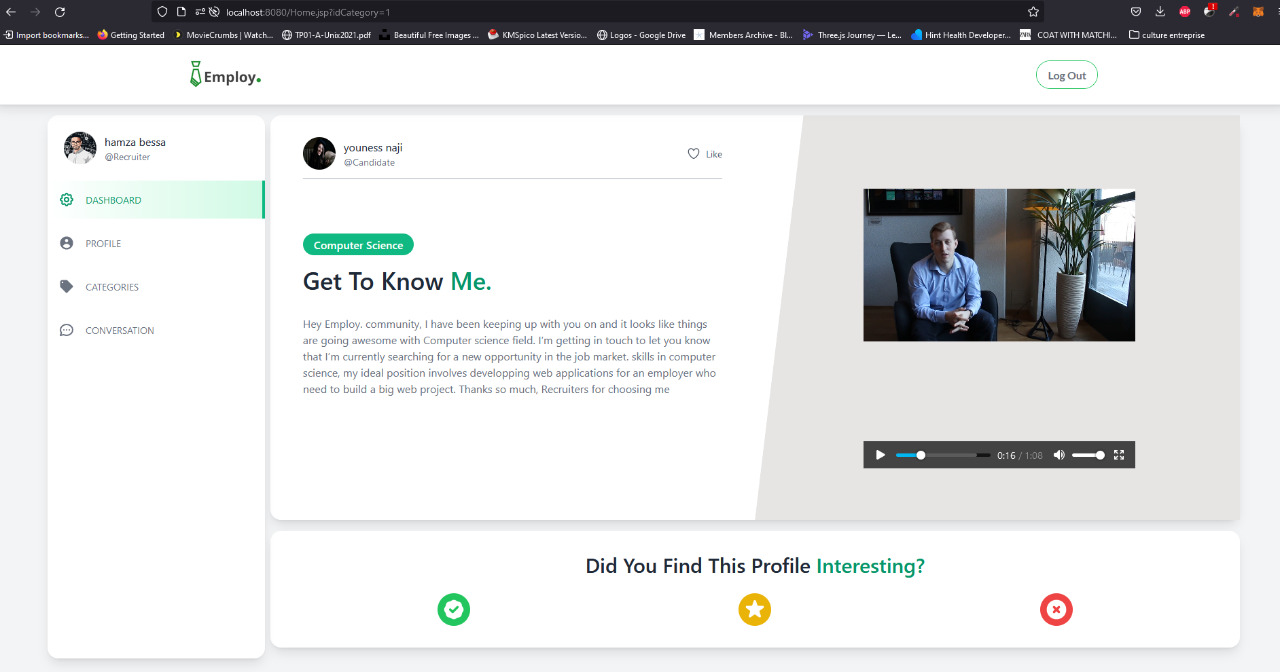 localhost:8080/Home.jsp?idCategory=1
Import bookmarks...
Getting Started
MovieCrumbs | Watch...
TP01-A-Unix2021.pdf
Beautiful Free Images ...
KMSpico Latest Versio...
Logos - Google Drive
Members Archive - Bl...
Three.js Journey — Le...
Hint Health Developer...
COAT WITH MATCHI...
culture entreprise
Employ.
Log Out
hamza bessa
@Recruiter
DASHBOARD
PROFILE
CATEGORIES
CONVERSATION
youness naji
@Candidate
Like
Computer Science
Get To Know Me.
Hey Employ. community, I have been keeping up with you on and it looks like things
are going awesome with Computer science field. I'm getting in touch to let you know
that I'm currently searching for a new opportunity in the job market. skills in computer
science, my ideal position involves developping web applications for an employer who
need to build a big web project. Thanks so much, Recruiters for choosing me
0:16 / 1:08
Did You Find This Profile Interesting?